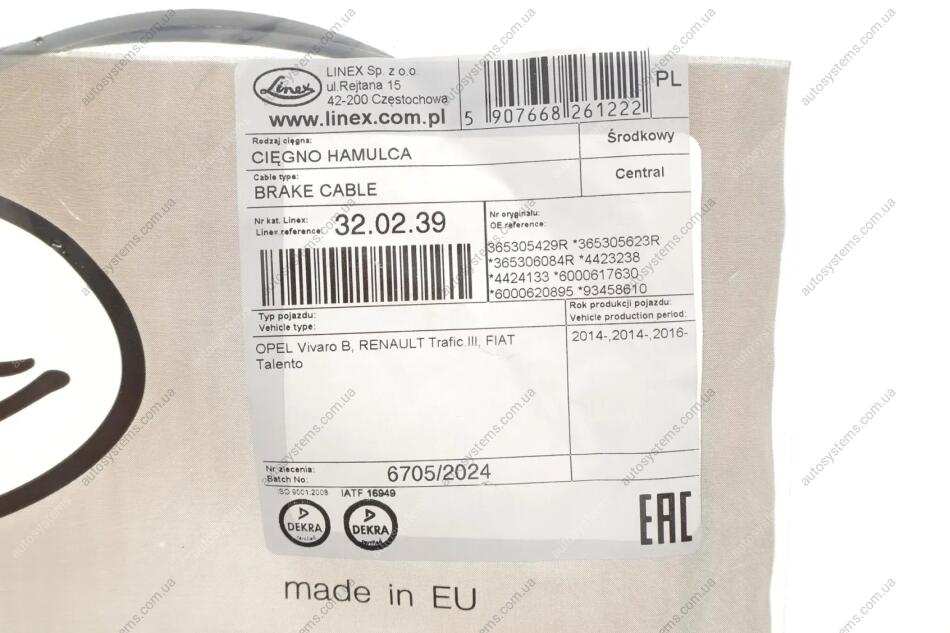 Linex
LINEX Sp. z o.o
ul.Rejtana 15
42-200 Częstochowa
www.linex.com.pl
5 907668 261222
PL
Rodzaj cięgna:
CIĘGNO HAMULCA
Środkowy
Cable type:
BRAKE CABLE
Central
Nr kat. Linex:
Linex reference:
32.02.39
Nr oryginału:
OE reference:
365305429R *365305623R
*365306084R *4423238
*4424133 *6000617630
*6000620895 *93458610
Typ pojazdu:
Vehicle type:
Rok produkcji pojazdu:
Vehicle production period:
OPEL Vivaro B, RENAULT Trafic III, FIAT
Talento
2014-,2014-,2016-
Nr zlecenia:
Batch No:
6705/2024
ISO 9001:2008
IATF 16949
DEKRA
DEKRA
EAC
made in EU
autosystems.com.ua